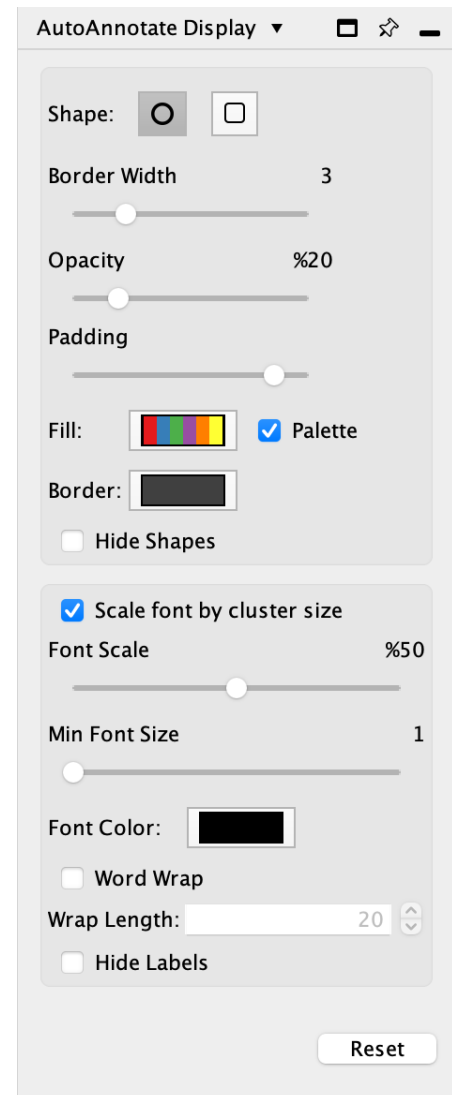 AutoAnnotate Display ▼
Shape:
Border Width 3
Opacity %20
Padding
Fill: Palette
Border:
Hide Shapes
Scale font by cluster size
Font Scale %50
Min Font Size 1
Font Color:
Word Wrap
Wrap Length: 20
Hide Labels
Reset